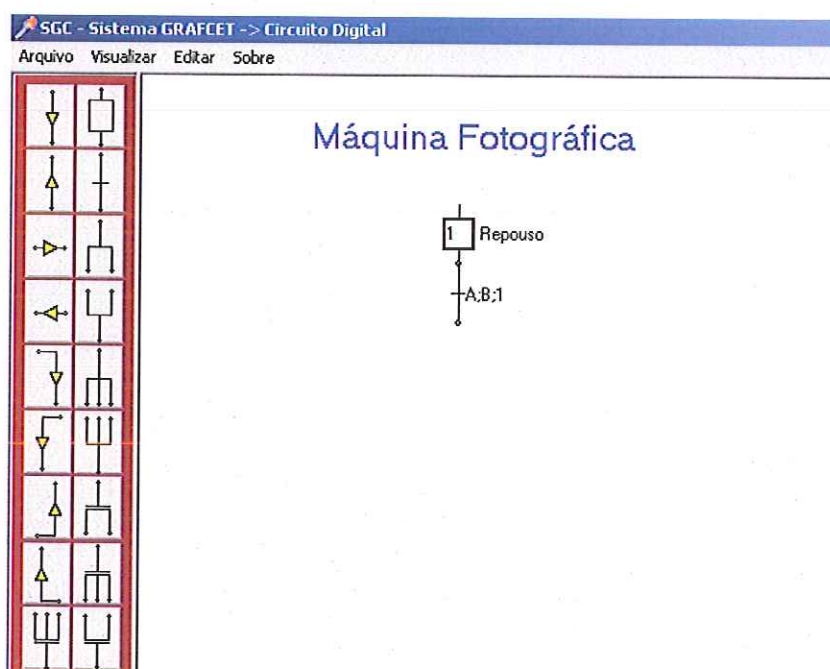 SGC - Sistema GRAFCET -> Circuito Digital
Arquivo Visualizar Editar Sobre
Máquina Fotográfica
1 Repouso
A;B;1